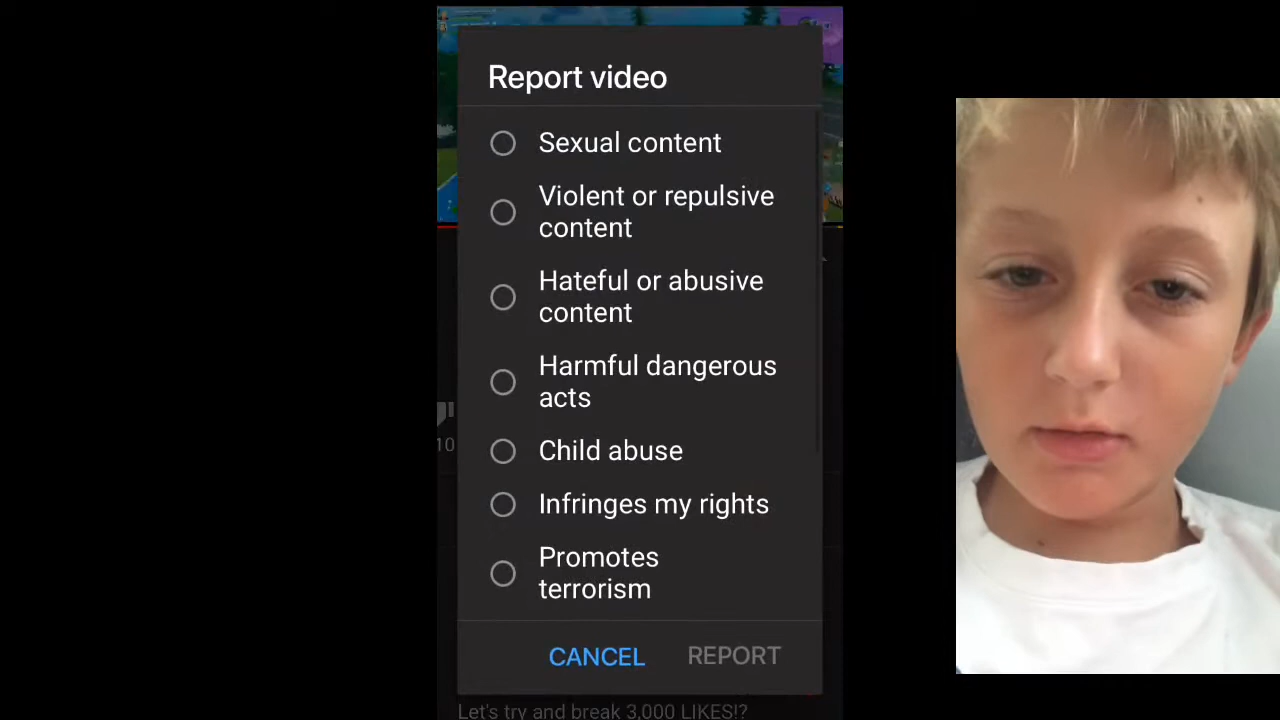 Report video
Sexual content
Violent or repulsive
content
Hateful or abusive
content
Harmful dangerous
acts
Child abuse
Infringes my rights
Promotes
terrorism
CANCEL
REPORT
10
Let's try and break 3,000 LIKES!?